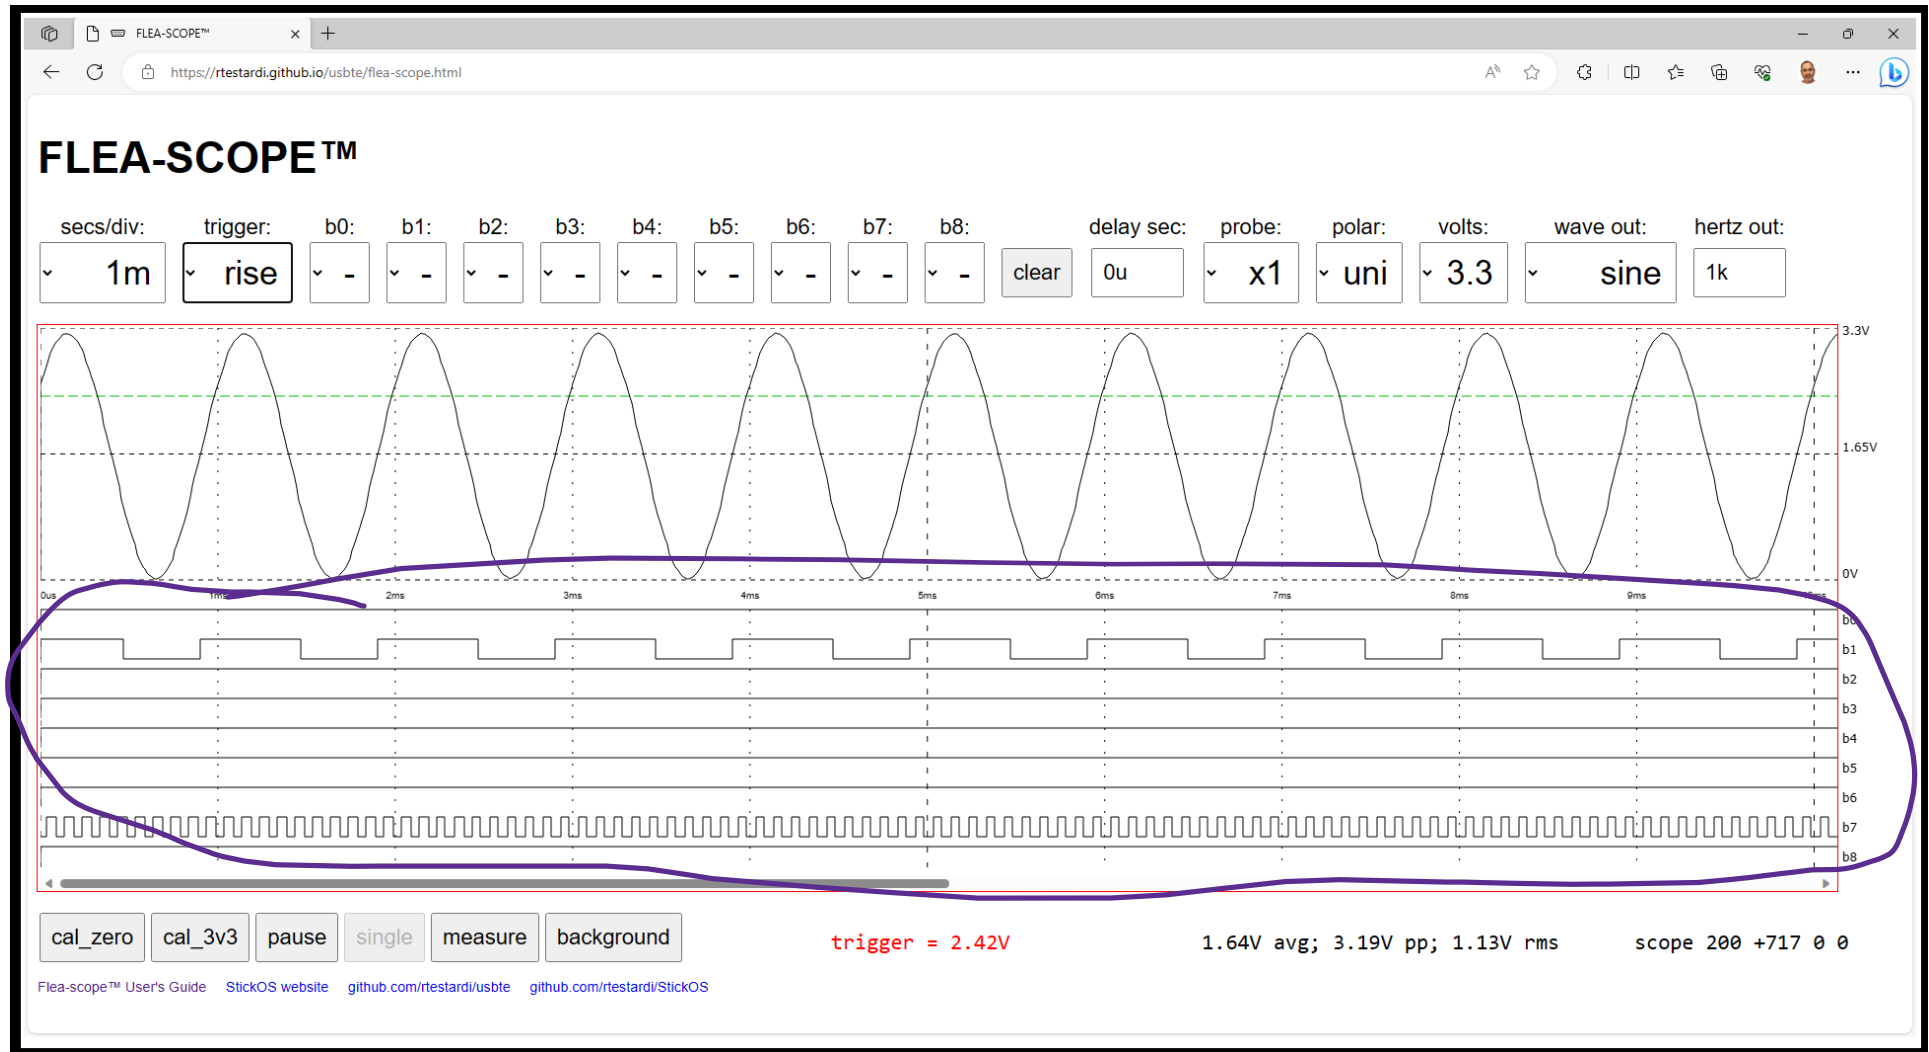 FLEA-SCOPE™
https://rtestardi.github.io/usbte/flea-scope.html
FLEA-SCOPE™
secs/div: trigger: b0: b1: b2: b3: b4: b5: b6: b7: b8: delay sec: probe: polar: volts: wave out: hertz out:
1m rise - - - - - - - - - clear 0u x1 uni 3.3 sine 1k
3.3V
1.65V
0V
0us 1ms 2ms 3ms 4ms 5ms 6ms 7ms 8ms 9ms 10ms
b0
b1
b2
b3
b4
b5
b6
b7
b8
cal_zero cal_3v3 pause single measure background trigger = 2.42V 1.64V avg; 3.19V pp; 1.13V rms scope 200 +717 0 0
Flea-scope™ User's Guide StickOS website github.com/rtestardi/usbte github.com/rtestardi/StickOS